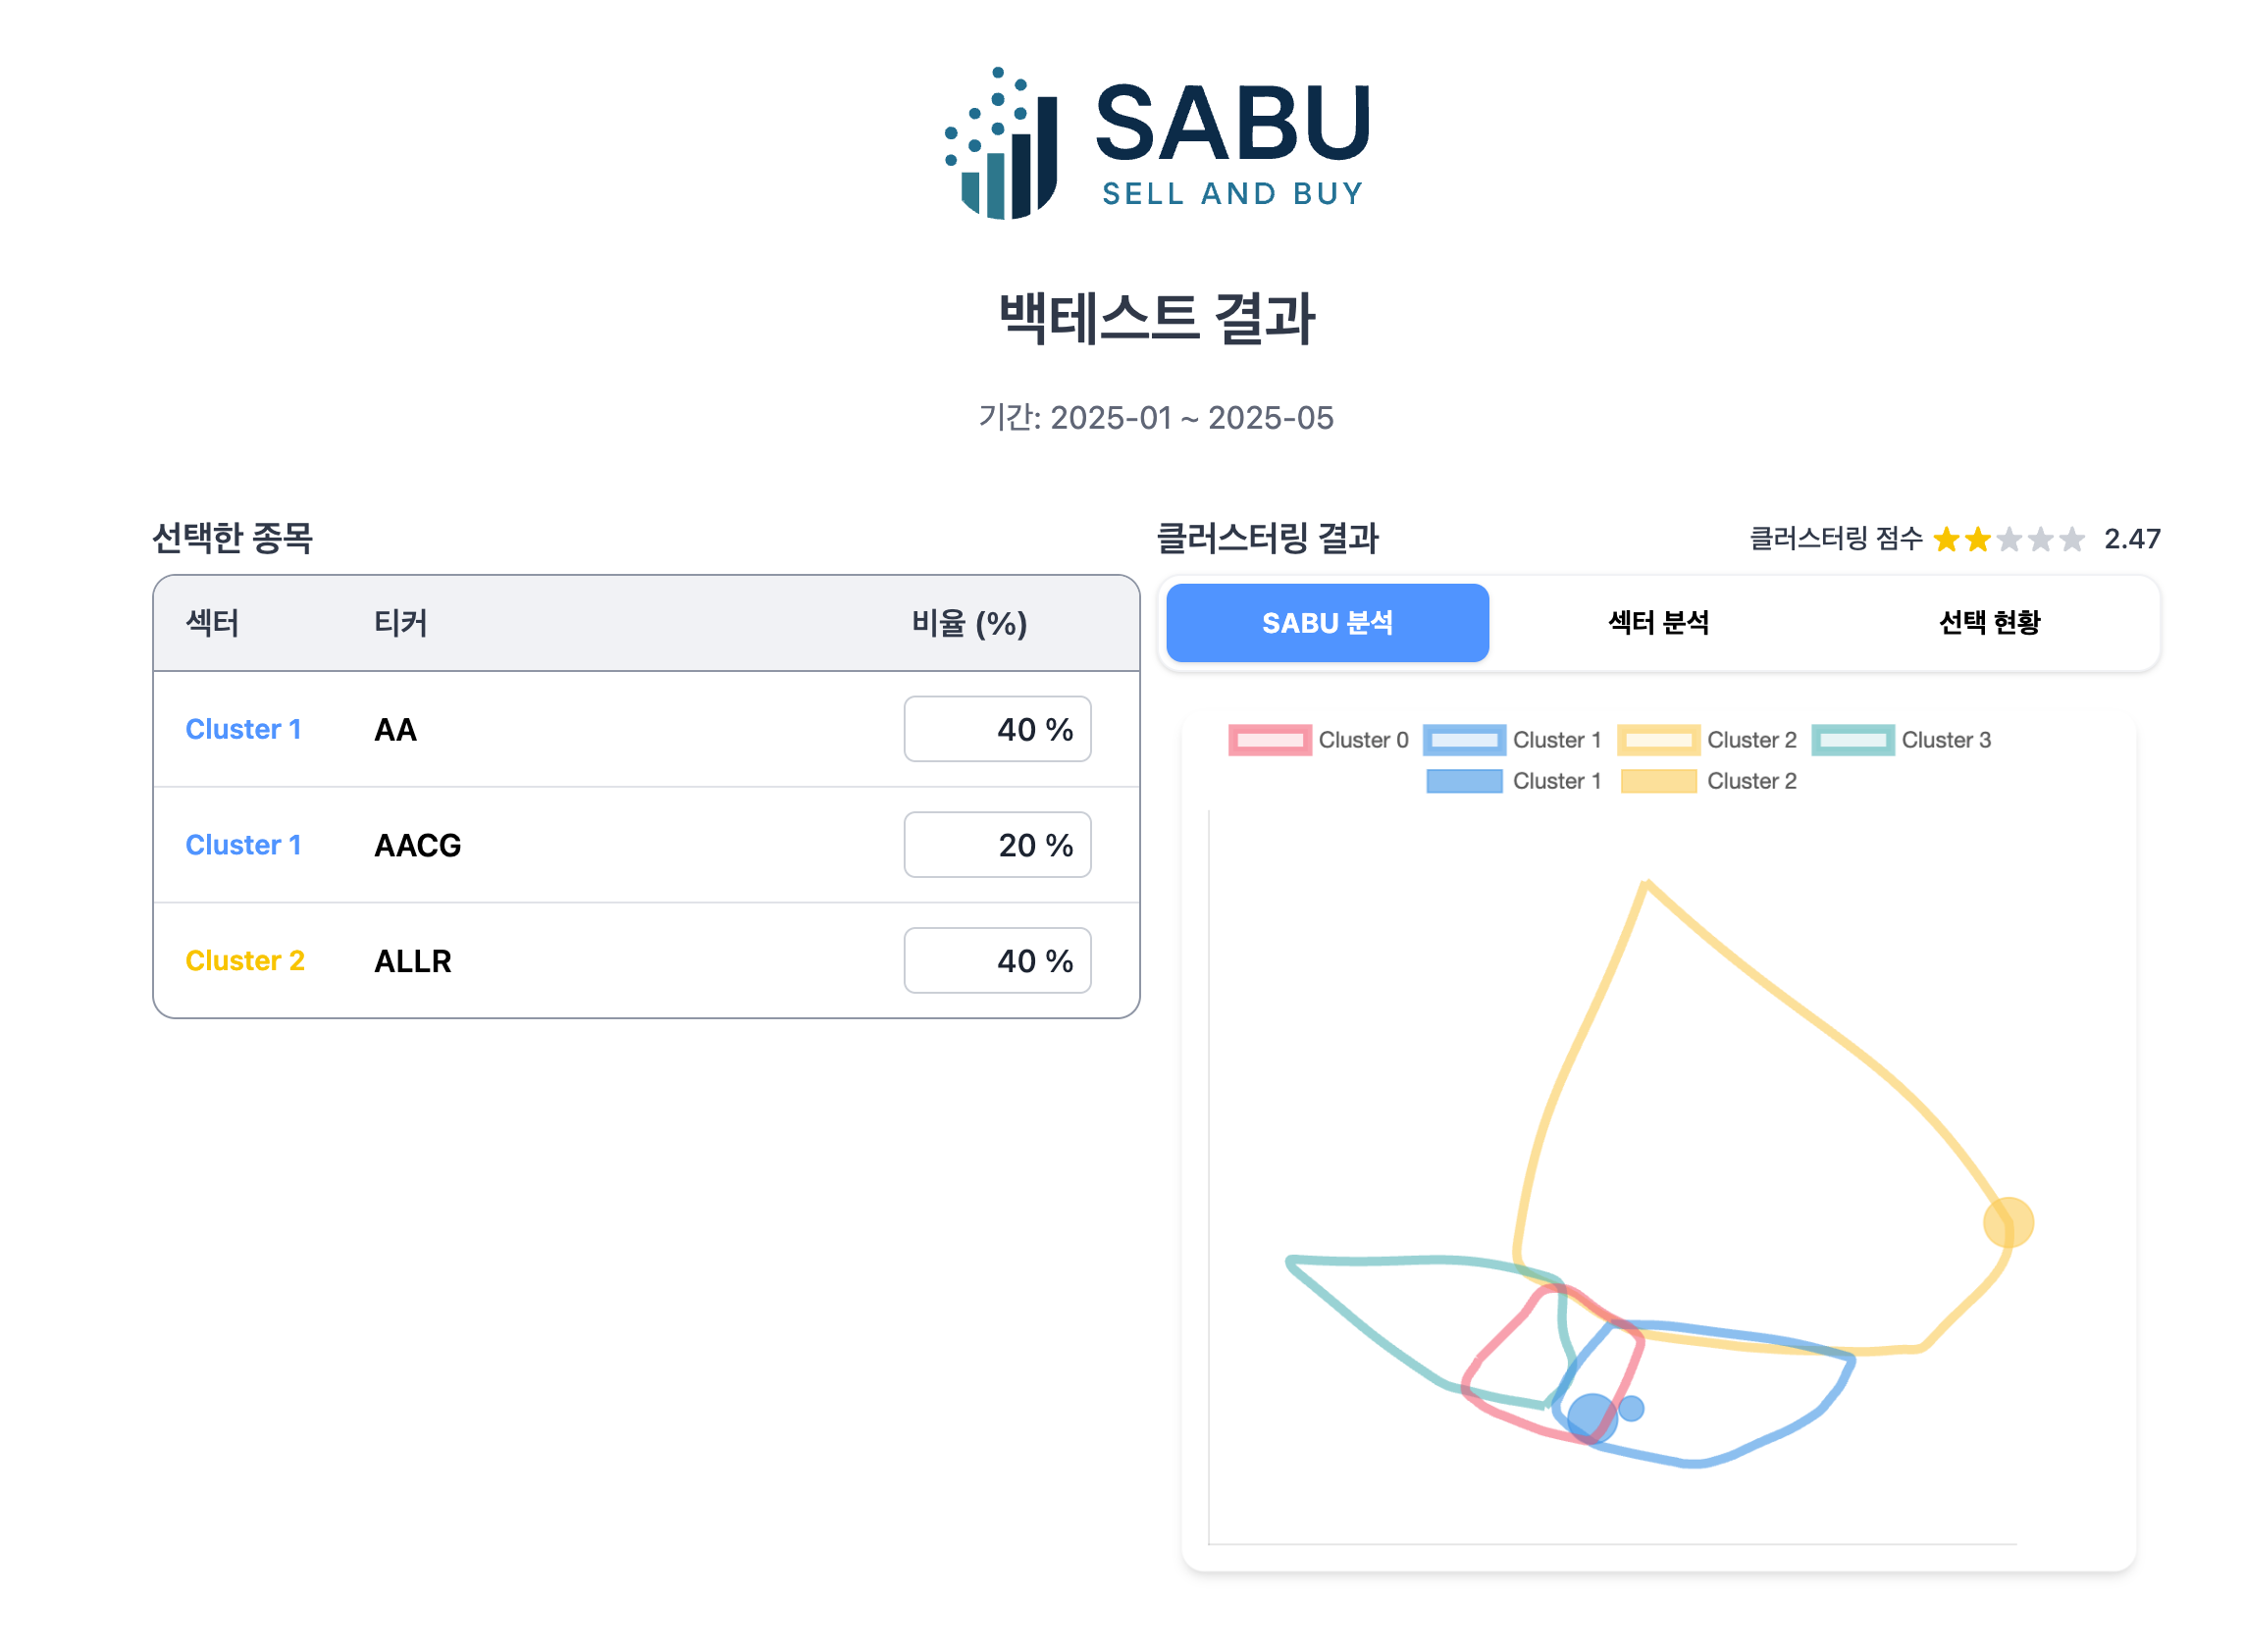 SABU
SELL AND BUY
백테스트 결과
기간: 2025-01 ~ 2025-05
선택한 종목
섹터 티커 비율 (%)
Cluster 1 AA 40 %
Cluster 1 AACG 20 %
Cluster 2 ALLR 40 %
클러스터링 결과 클러스터링 점수 2.47
SABU 분석 섹터 분석 선택 현황
Cluster 0 Cluster 1 Cluster 2 Cluster 3
Cluster 1 Cluster 2